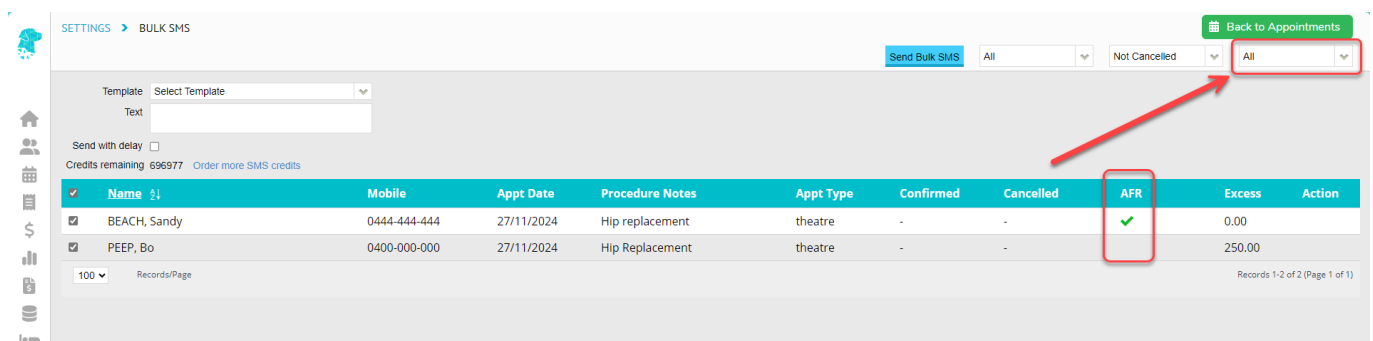 SETTINGS > BULK SMS
Back to Appointments
Send Bulk SMS All Not Cancelled All
Template Select Template
Text
Send with delay
Credits remaining 696977 Order more SMS credits
Name Mobile Appt Date Procedure Notes Appt Type Confirmed Cancelled AFR Excess Action
BEACH, Sandy 0444-444-444 27/11/2024 Hip replacement theatre - - ✓ 0.00
PEEP, Bo 0400-000-000 27/11/2024 Hip Replacement theatre - - 250.00
100 Records/Page Records 1-2 of 2 (Page 1 of 1)